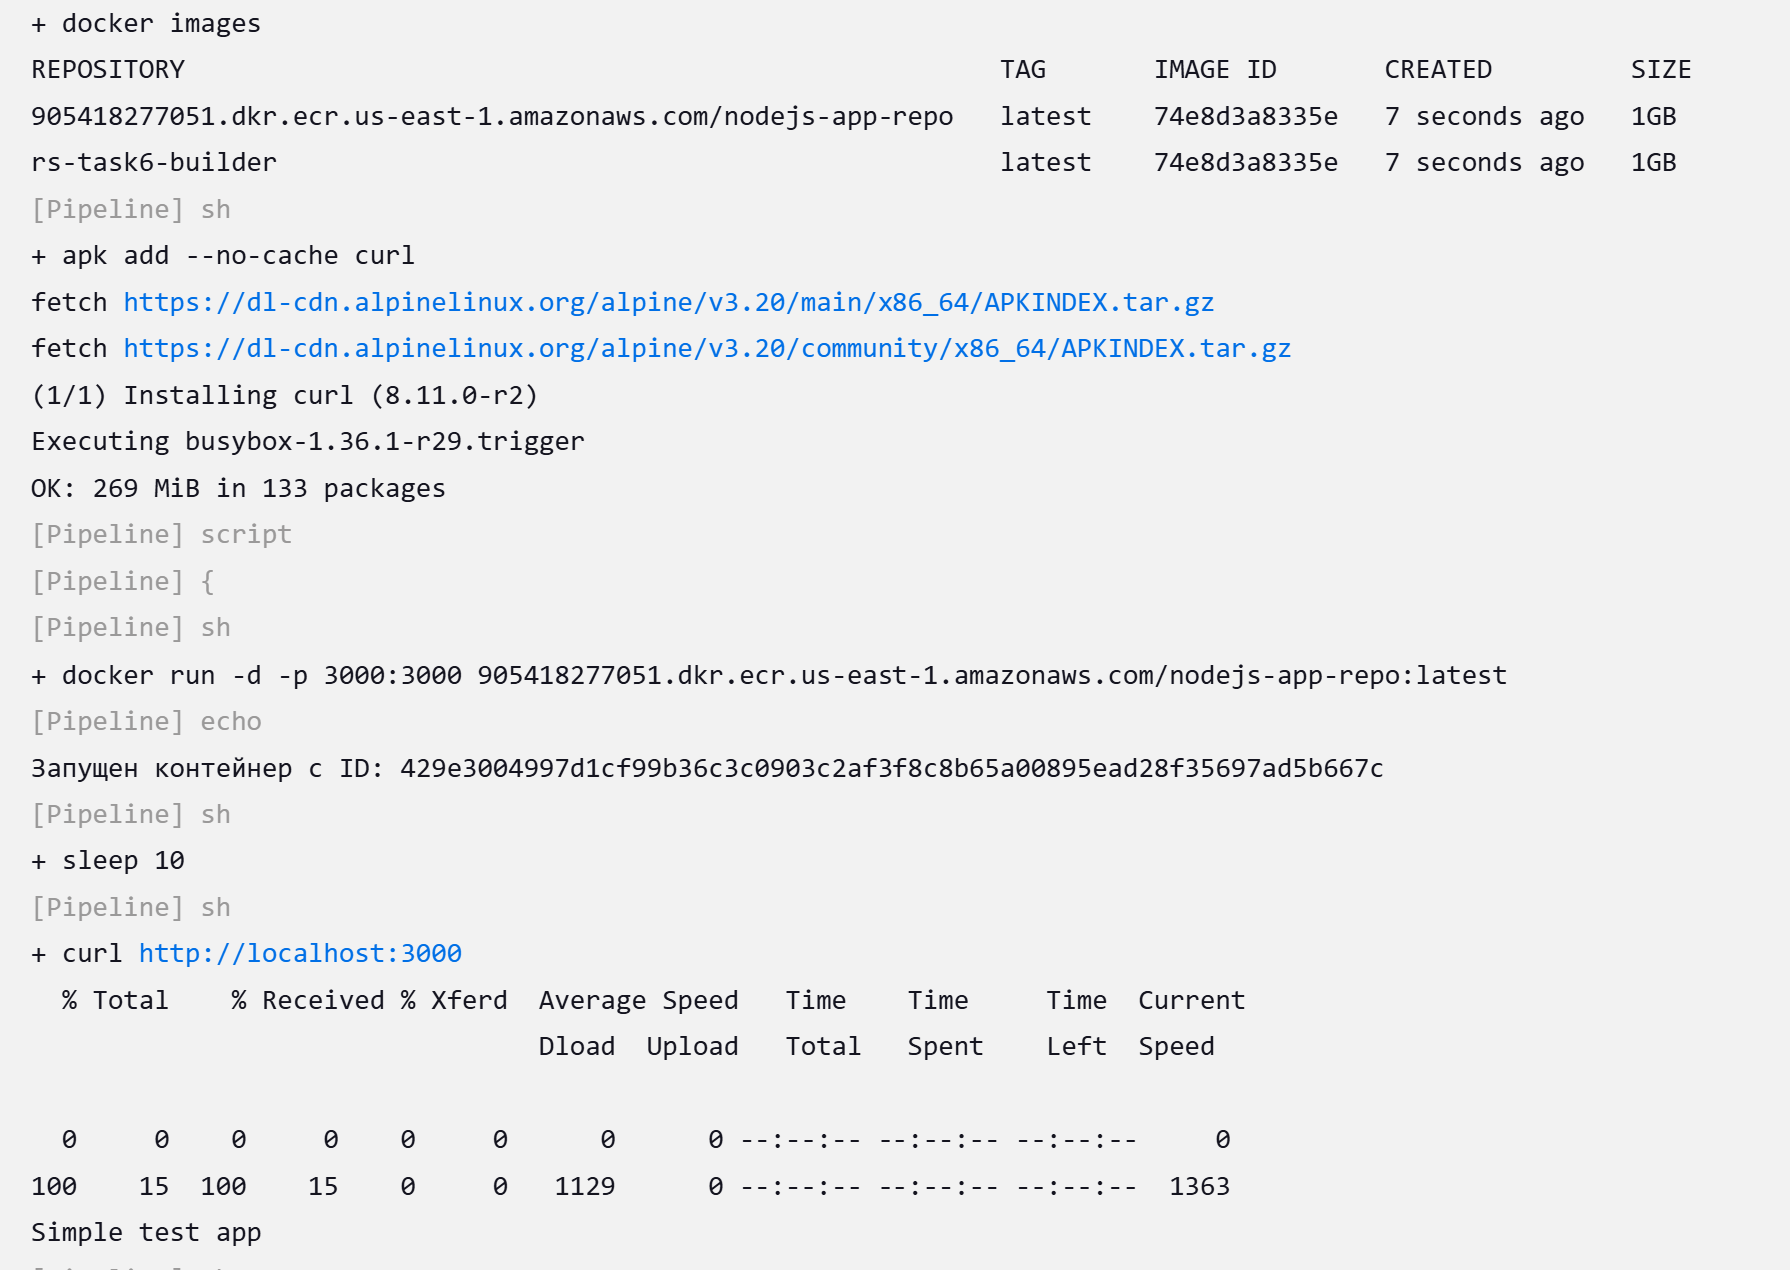 + docker images
REPOSITORY TAG IMAGE ID CREATED SIZE
905418277051.dkr.ecr.us-east-1.amazonaws.com/nodejs-app-repo latest 74e8d3a8335e 7 seconds ago 1GB
rs-task6-builder latest 74e8d3a8335e 7 seconds ago 1GB
[Pipeline] sh
+ apk add --no-cache curl
fetch https://dl-cdn.alpinelinux.org/alpine/v3.20/main/x86_64/APKINDEX.tar.gz
fetch https://dl-cdn.alpinelinux.org/alpine/v3.20/community/x86_64/APKINDEX.tar.gz
(1/1) Installing curl (8.11.0-r2)
Executing busybox-1.36.1-r29.trigger
OK: 269 MiB in 133 packages
[Pipeline] script
[Pipeline] {
[Pipeline] sh
+ docker run -d -p 3000:3000 905418277051.dkr.ecr.us-east-1.amazonaws.com/nodejs-app-repo:latest
[Pipeline] echo
Запущен контейнер с ID: 429e3004997d1cf99b36c3c0903c2af3f8c8b65a00895ead28f35697ad5b667c
[Pipeline] sh
+ sleep 10
[Pipeline] sh
+ curl http://localhost:3000
% Total % Received % Xferd Average Speed Time Time Time Current
Dload Upload Total Spent Left Speed
0 0 0 0 0 0 0 0 --:--:-- --:--:-- --:--:-- 0
100 15 100 15 0 0 1129 0 --:--:-- --:--:-- --:--:-- 1363
Simple test app